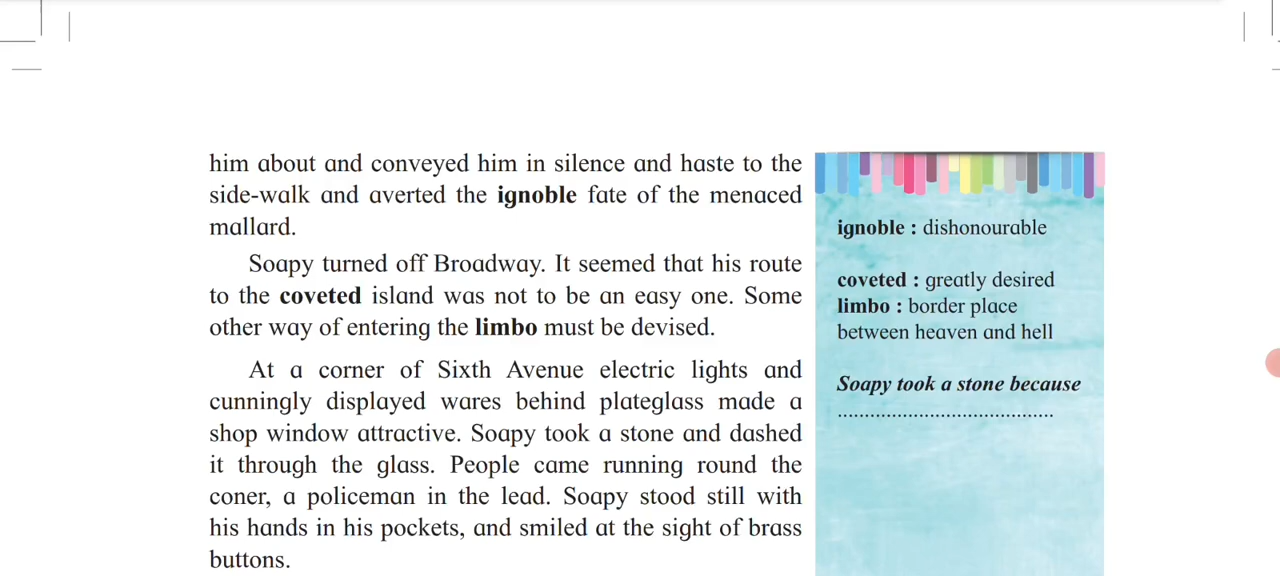 him about and conveyed him in silence and haste to the
side-walk and averted the ignoble fate of the menaced
mallard.
Soapy turned off Broadway. It seemed that his route
to the coveted island was not to be an easy one. Some
other way of entering the limbo must be devised.
At a corner of Sixth Avenue electric lights and
cunningly displayed wares behind plateglass made a
shop window attractive. Soapy took a stone and dashed
it through the glass. People came running round the
coner, a policeman in the lead. Soapy stood still with
his hands in his pockets, and smiled at the sight of brass
buttons.
ignoble : dishonourable
coveted : greatly desired
limbo : border place
between heaven and hell
Soapy took a stone because
........................................